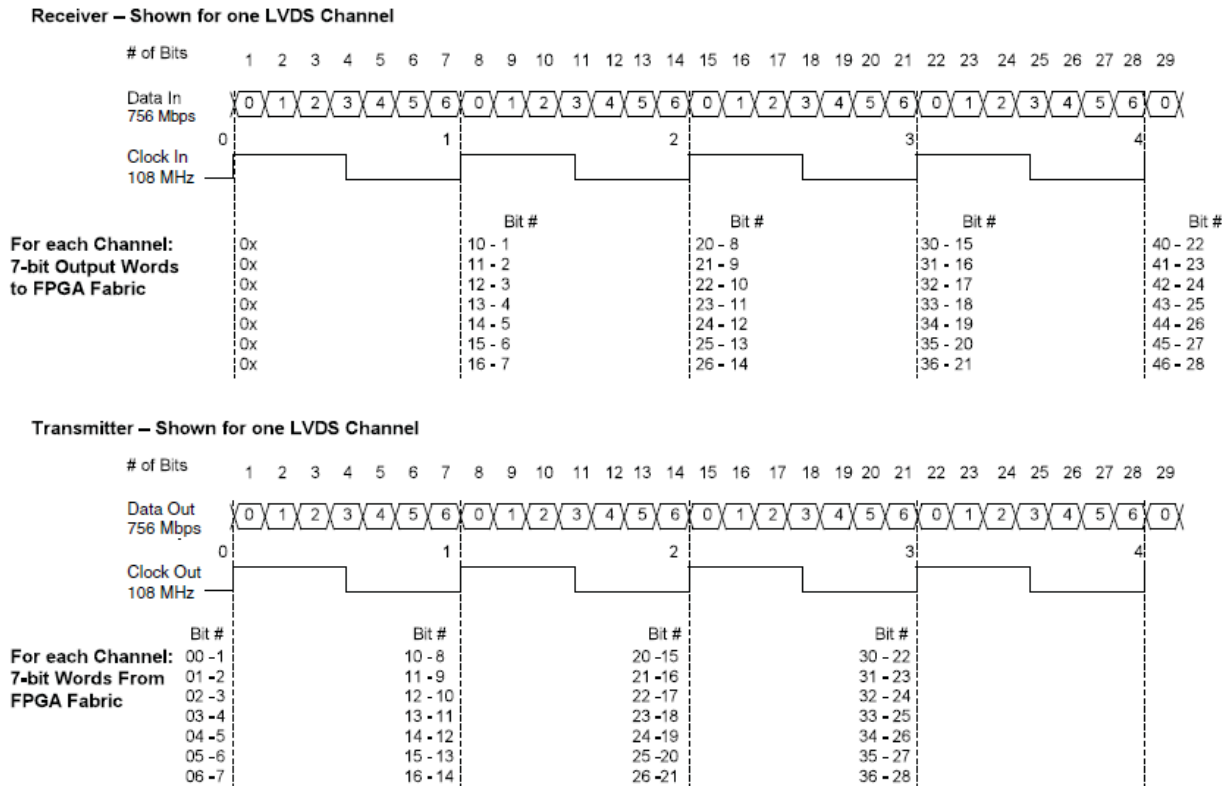 Receiver – Shown for one LVDS Channel
# of Bits 1 2 3 4 5 6 7 8 9 10 11 12 13 14 15 16 17 18 19 20 21 22 23 24 25 26 27 28 29
Data In 0 1 2 3 4 5 6 0 1 2 3 4 5 6 0 1 2 3 4 5 6 0 1 2 3 4 5 6 0
756 Mbps
0 1 2 3 4
Clock In
108 MHz
Bit # Bit # Bit # Bit #
For each Channel: 0x 10 - 1 20 - 8 30 - 15 40 - 22
7-bit Output Words 0x 11 - 2 21 - 9 31 - 16 41 - 23
to FPGA Fabric 0x 12 - 3 22 - 10 32 - 17 42 - 24
0x 13 - 4 23 - 11 33 - 18 43 - 25
0x 14 - 5 24 - 12 34 - 19 44 - 26
0x 15 - 6 25 - 13 35 - 20 45 - 27
0x 16 - 7 26 - 14 36 - 21 46 - 28
Transmitter – Shown for one LVDS Channel
# of Bits 1 2 3 4 5 6 7 8 9 10 11 12 13 14 15 16 17 18 19 20 21 22 23 24 25 26 27 28 29
Data Out 0 1 2 3 4 5 6 0 1 2 3 4 5 6 0 1 2 3 4 5 6 0 1 2 3 4 5 6 0
756 Mbps
0 1 2 3 4
Clock Out
108 MHz
Bit # Bit # Bit # Bit #
For each Channel: 00 -1 10 - 8 20 -15 30 - 22
7-bit Words From 01 -2 11 - 9 21 -16 31 - 23
FPGA Fabric 02 -3 12 - 10 22 -17 32 - 24
03 -4 13 - 11 23 -18 33 - 25
04 -5 14 - 12 24 -19 34 - 26
05 -6 15 - 13 25 -20 35 - 27
06 -7 16 - 14 26 -21 36 - 28